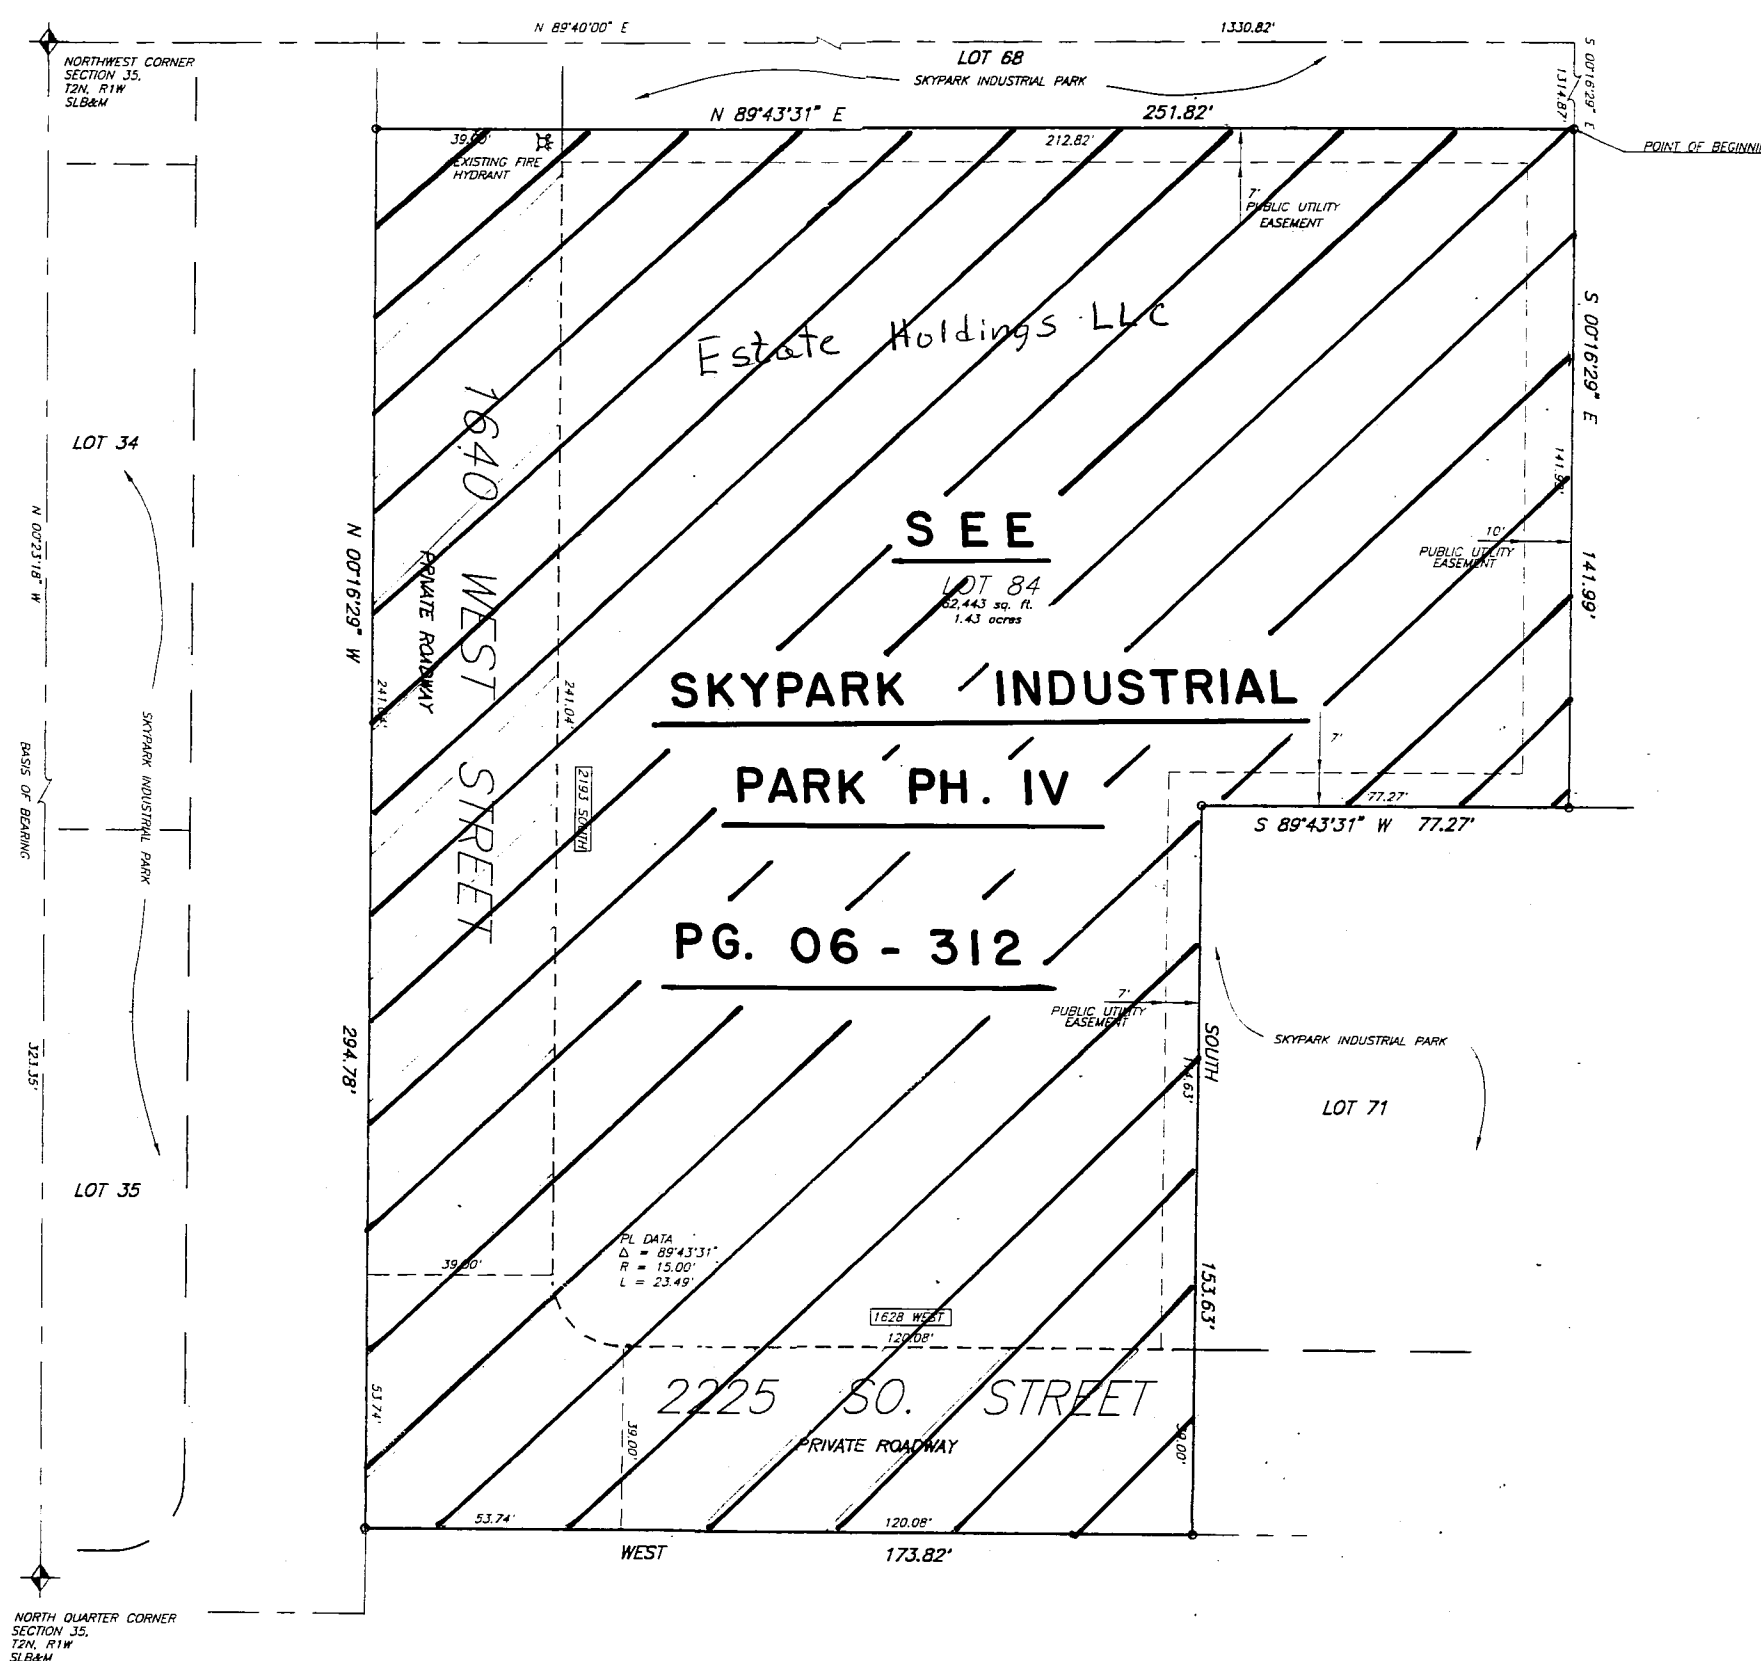 N 89°40'00" E
1330.82'
NORTHWEST CORNER
SECTION 35,
T2N, R1W
SLB&M
LOT 68
SKYPARK INDUSTRIAL PARK
S 00°16'29" E
1314.87'
N 89°43'31" E
251.82'
POINT OF
39.00'
212.82'
EXISTING FIRE
HYDRANT
7'
PUBLIC UTILITY
EASEMENT
Estate Holdings LLC
S 00°16'29" E
1640 WEST STREET
PRIVATE ROADWAY
LOT 34
N 00°23'18" W
N 00°16'29" W
141.99'
SEE
10'
PUBLIC UTILITY
EASEMENT
141.99'
LOT 84
62,443 sq. ft.
1.43 acres
241.04'
241.04'
SKYPARK INDUSTRIAL
SKYPARK INDUSTRIAL PARK
BASIS OF BEARING
7'
2193 SOUTH
PARK PH. IV
77.27'
S 89°43'31" W 77.27'
PG. 06 - 312
7'
PUBLIC UTILITY
EASEMENT
SOUTH
SKYPARK INDUSTRIAL PARK
323.35'
294.78'
LOT 71
LOT 35
PL DATA
Δ = 89°43'31"
R = 15.00'
L = 23.49'
39.00'
153.63'
1628 WEST
120.08'
53.74'
2225 SO. STREET
PRIVATE ROADWAY
39.00'
39.00'
53.74'
120.08'
WEST
173.82'
NORTH QUARTER CORNER
SECTION 35,
T2N, R1W
SLB&M